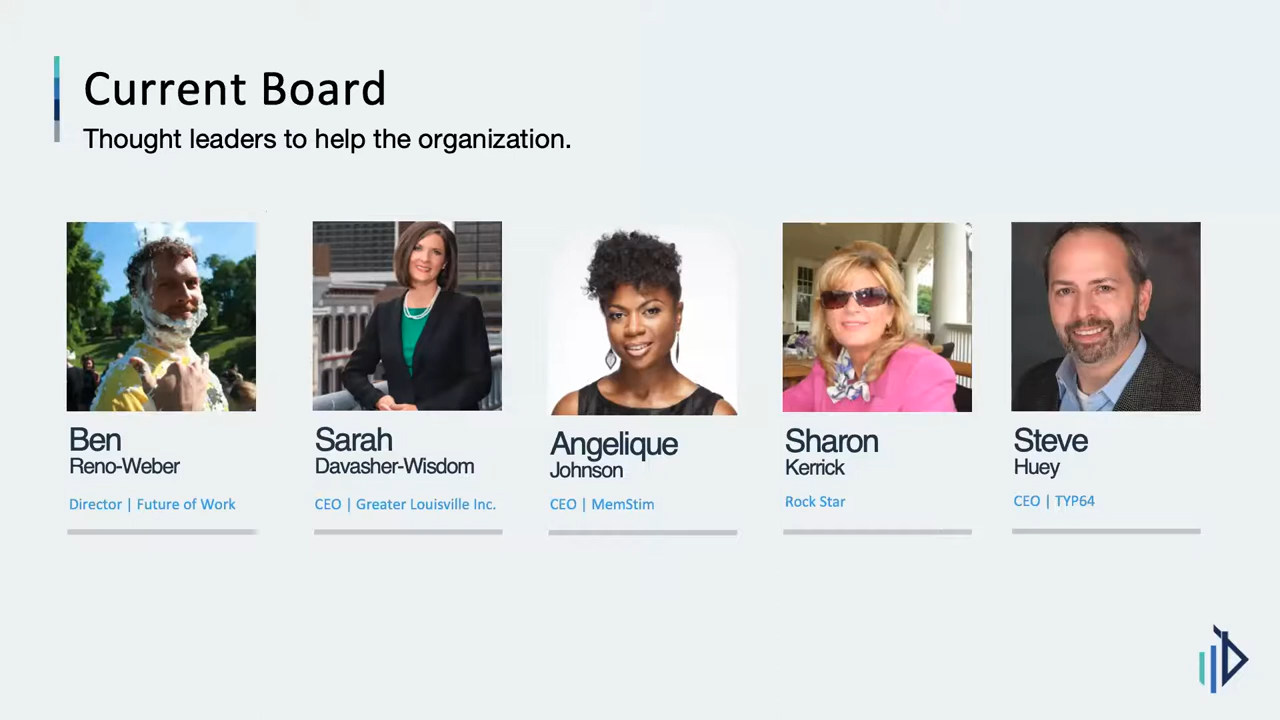 Current Board
Thought leaders to help the organization.
Ben
Reno-Weber
Director | Future of Work
Sarah
Davasher-Wisdom
CEO | Greater Louisville Inc.
Angelique
Johnson
CEO | MemStim
Sharon
Kerrick
Rock Star
Steve
Huey
CEO | TYP64